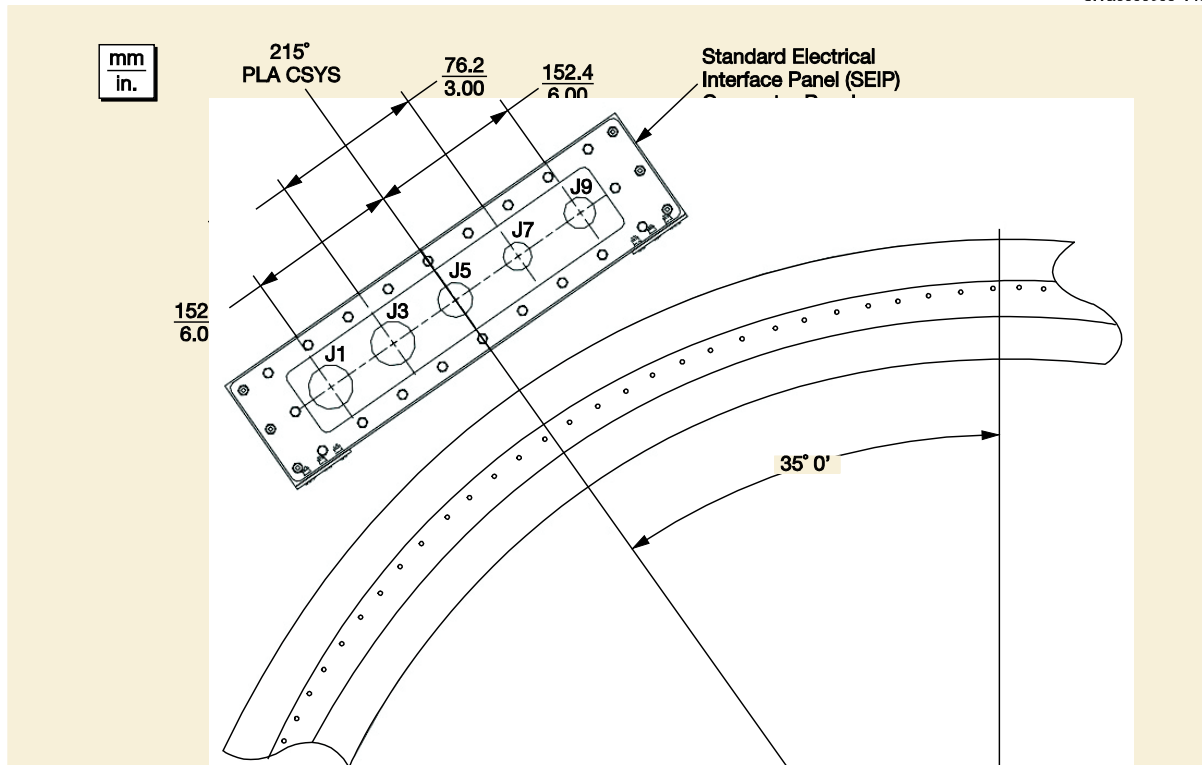 mm
in.
215°
PLA CSYS
76.2
3.00
152.4
6.00
Standard Electrical
Interface Panel (SEIP)
J9
J7
J5
J3
J1
152
6.0
35° 0'